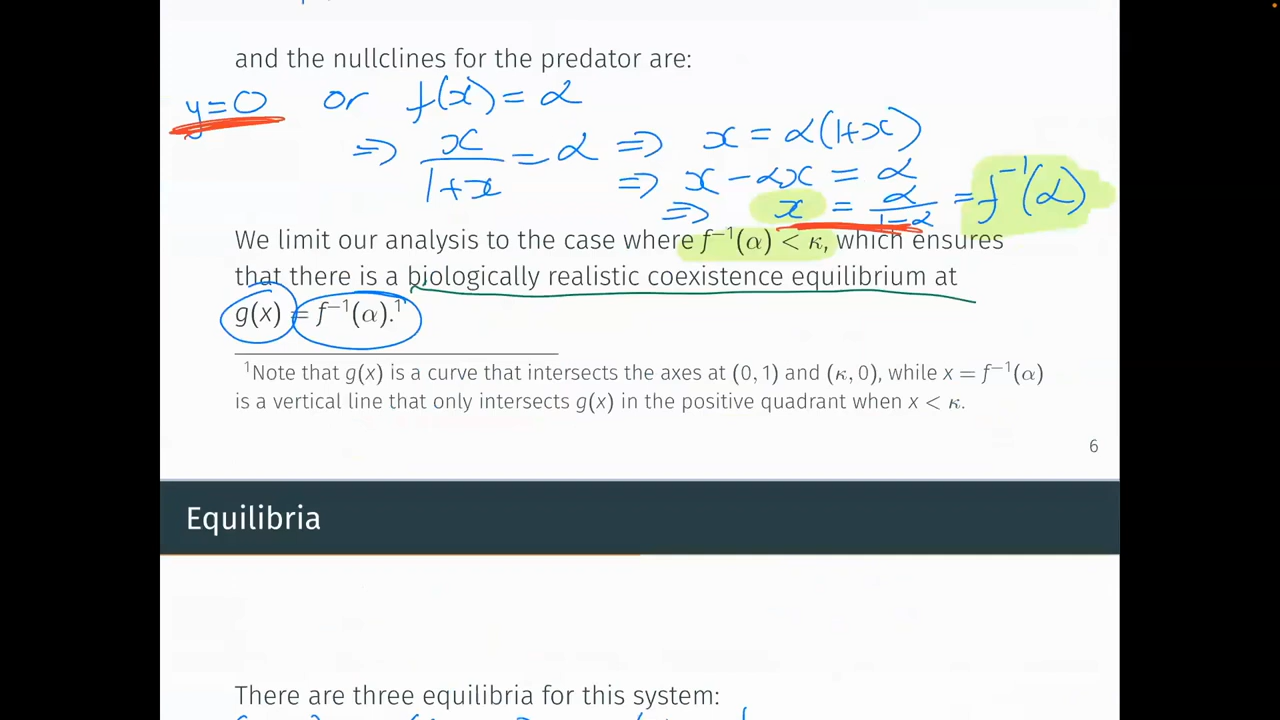 and the nullclines for the predator are:
y=0 or f(x) = α
⇒ x/(1+x) = α ⇒ x = α(1+x)
⇒ x - αx = α
⇒ x = α/(1-α) = f⁻¹(α)
We limit our analysis to the case where f⁻¹(α) < κ, which ensures
that there is a biologically realistic coexistence equilibrium at
g(x) = f⁻¹(α).¹
¹Note that g(x) is a curve that intersects the axes at (0, 1) and (κ, 0), while x = f⁻¹(α)
is a vertical line that only intersects g(x) in the positive quadrant when x < κ.
6
Equilibria
There are three equilibria for this system: